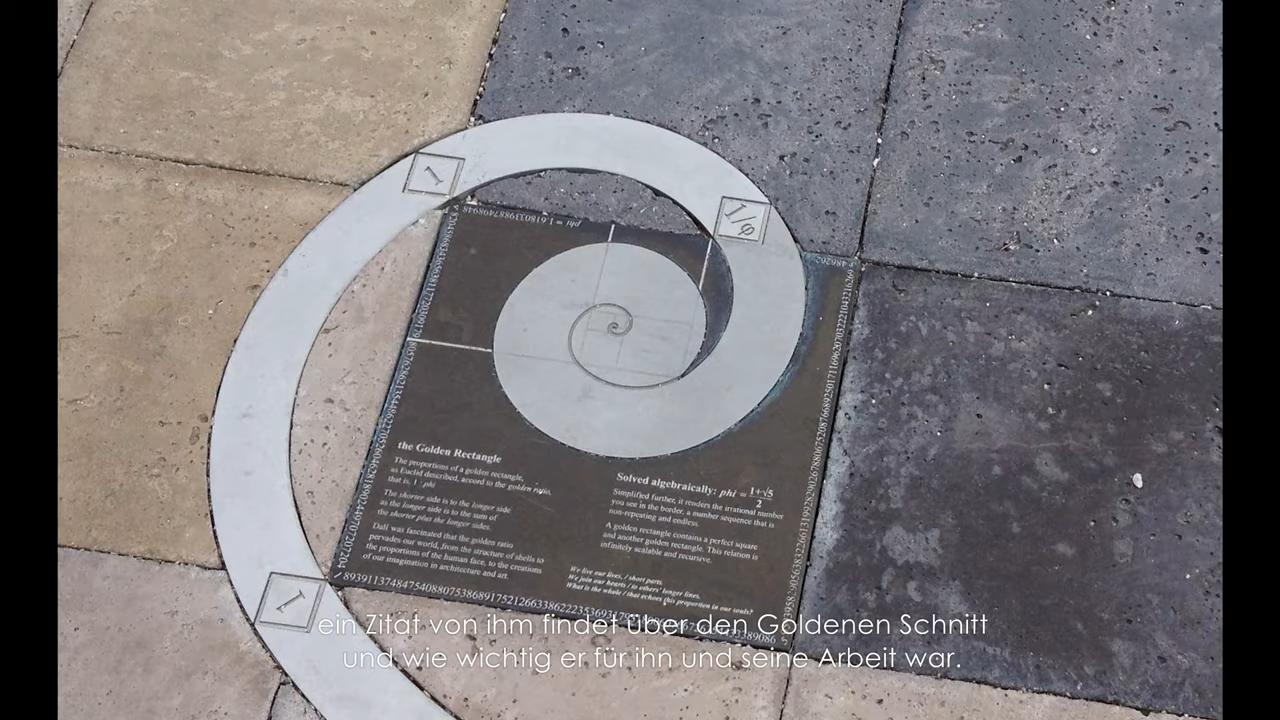 1
1/φ
phi = 1.6180339887498948
the Golden Rectangle
The proportions of a golden rectangle,
as Euclid described, accord to the golden ratio,
that is, 1 : phi
The shorter side is to the longer side
as the longer side is to the sum of
the shorter plus the longer sides.
Dalí was fascinated that the golden ratio
pervades our world, from the structure of shells to
the proportions of the human face, to the creations
of our imagination in architecture and art.
Solved algebraically: phi = 1+√5
2
Simplified further, it renders the irrational number
you see in the border, a number sequence that is
non-repeating and endless.
A golden rectangle contains a perfect square
and another golden rectangle. This relation is
infinitely scalable and recursive.
We live our lives, / short parts.
We join our hearts / to others' longer lines.
What is the whole / that echoes this proportion in our souls?
1
ein Zitat von ihm findet über den Goldenen Schnitt
und wie wichtig er für ihn und seine Arbeit war.